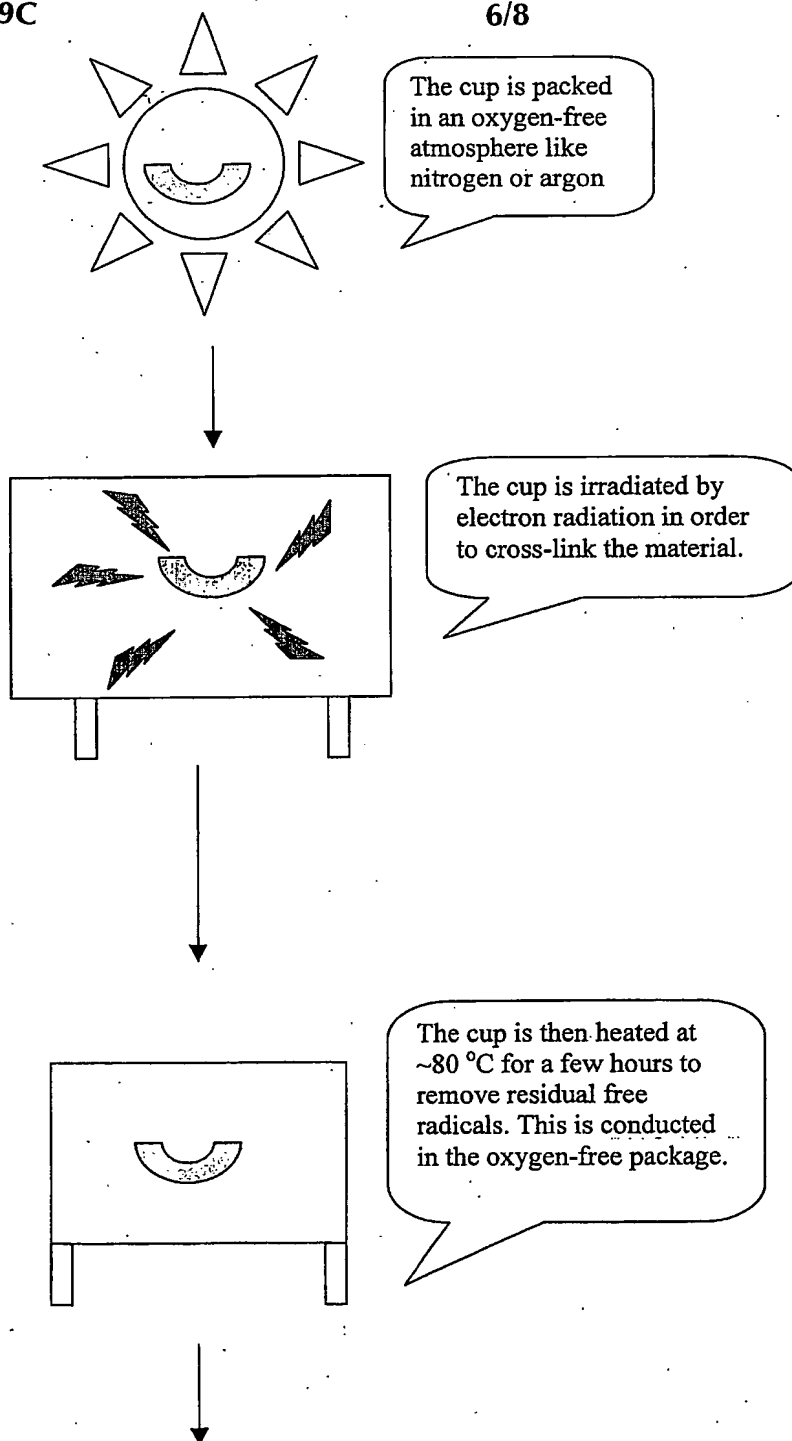 9C
6/8
The cup is packed
in an oxygen-free
atmosphere like
nitrogen or argon
The cup is irradiated by
electron radiation in order
to cross-link the material.
The cup is then heated at
~80 °C for a few hours to
remove residual free
radicals. This is conducted
in the oxygen-free package.